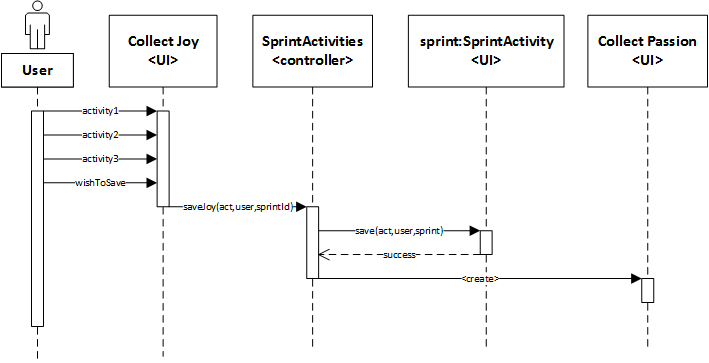 User
Collect Joy
<UI>
SprintActivities
<controller>
sprint:SprintActivity
<UI>
Collect Passion
<UI>
activity1
activity2
activity3
wishToSave
saveJoy(act,user,sprintId)
save(act,user,sprint)
success
<create>